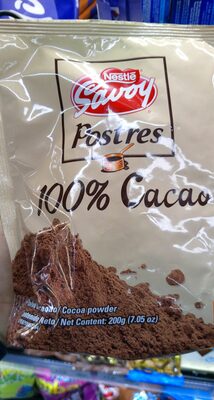 Nestlé
Savoy
Postres
100% Cacao
Cocoa powder
Neto/ Net Content: 200g (7.05 oz)